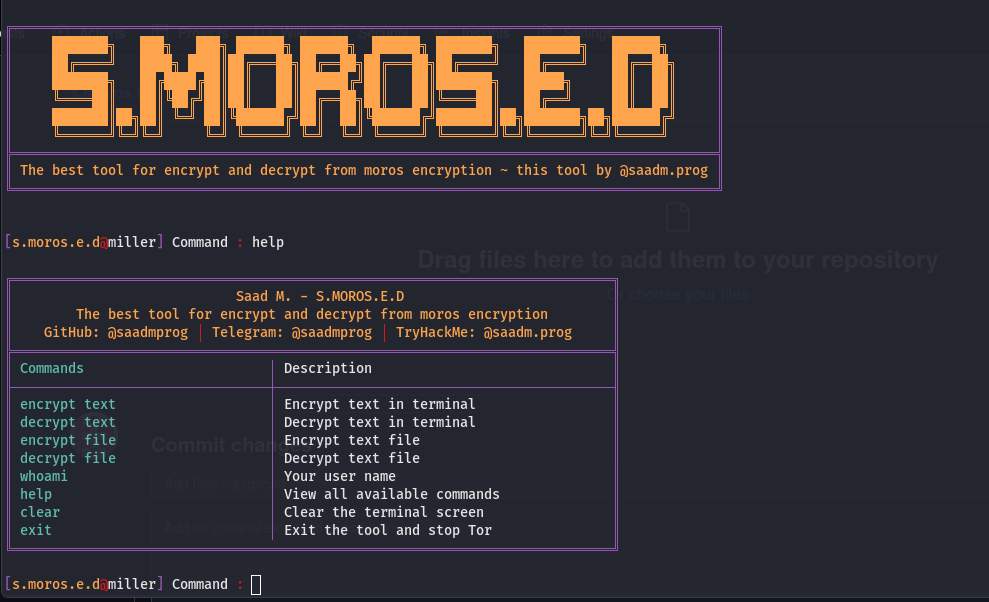 S.MOROS.E.D
The best tool for encrypt and decrypt from moros encryption ~ this tool by @saadm.prog
[s.moros.e.d@miller] Command : help
Drag files here to add them to your repository
Or choose your files
Saad M. - S.MOROS.E.D
The best tool for encrypt and decrypt from moros encryption
GitHub: @saadmprog | Telegram: @saadmprog | TryHackMe: @saadm.prog
Commands Description
encrypt text Encrypt text in terminal
decrypt text Decrypt text in terminal
encrypt file Encrypt text file
decrypt file Decrypt text file
Commit changes
whoami Your user name
help View all available commands
clear Clear the terminal screen
exit Exit the tool and stop Tor
[s.moros.e.d@miller] Command :